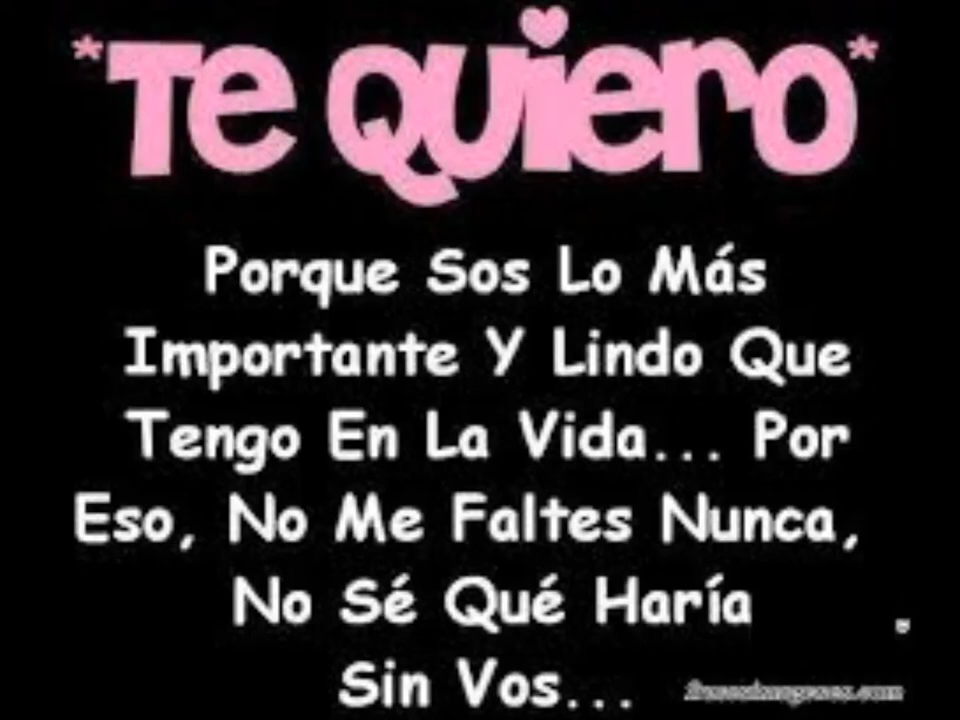 *Te Quiero*
Porque Sos Lo Más
Importante Y Lindo Que
Tengo En La Vida... Por
Eso, No Me Faltes Nunca,
No Sé Qué Haría
Sin Vos...